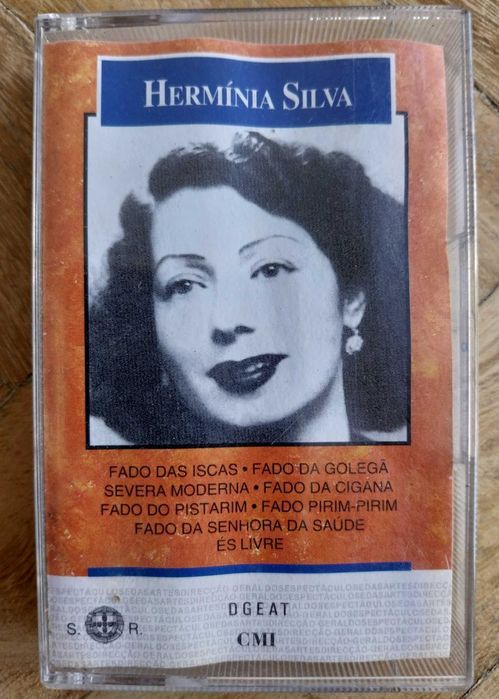 HERMÍNIA SILVA
FADO DAS ISCAS • FADO DA GOLEGÃ
SEVERA MODERNA • FADO DA CIGANA
FADO DO PISTARIM • FADO PIRIM-PIRIM
FADO DA SENHORA DA SAÚDE
ÉS LIVRE
DGEAT
S. R.
CMI